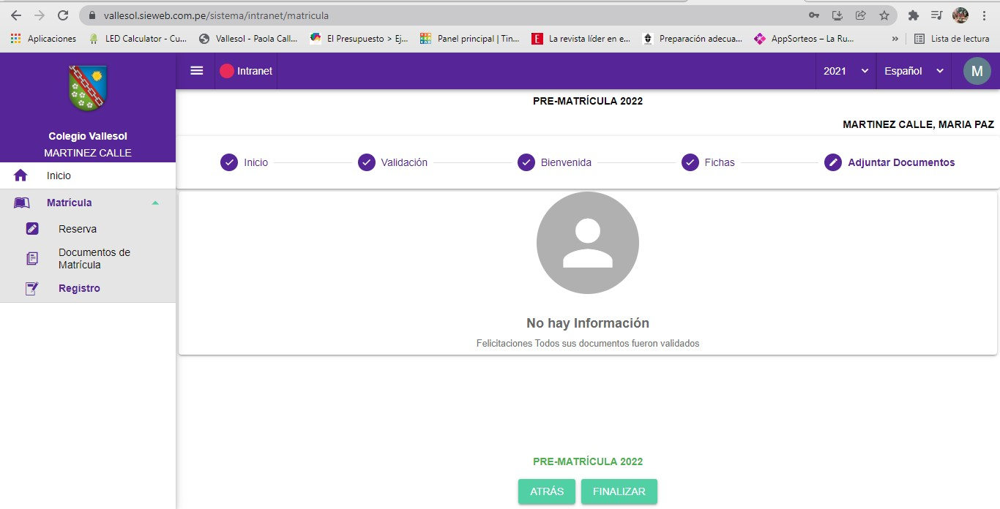 vallesol.sieweb.com.pe/sistema/intranet/matricula
Aplicaciones
LED Calculator - Cu...
Vallesol - Paola Call...
El Presupuesto > Ej...
TIN
KER
CAD
Panel principal | Tin...
E
La revista líder en e...
Preparación adecua...
AppSorteos – La Ru...
»
Lista de lectura
Intranet
2021
Español
M
Colegio Vallesol
MARTINEZ CALLE
Inicio
Matrícula
Reserva
Documentos de
Matrícula
Registro
PRE-MATRÍCULA 2022
MARTINEZ CALLE, MARIA PAZ
Inicio
Validación
Bienvenida
Fichas
Adjuntar Documentos
No hay Información
Felicitaciones Todos sus documentos fueron validados
PRE-MATRÍCULA 2022
ATRÁS
FINALIZAR